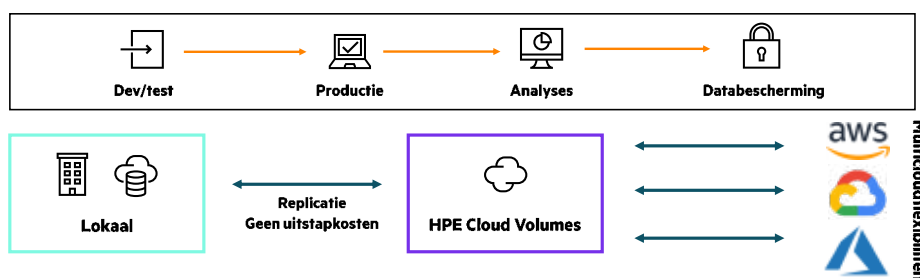 Dev/test
Productie
Analyses
Databescherming
Lokaal
Replicatie
Geen uitstapkosten
HPE Cloud Volumes
aws